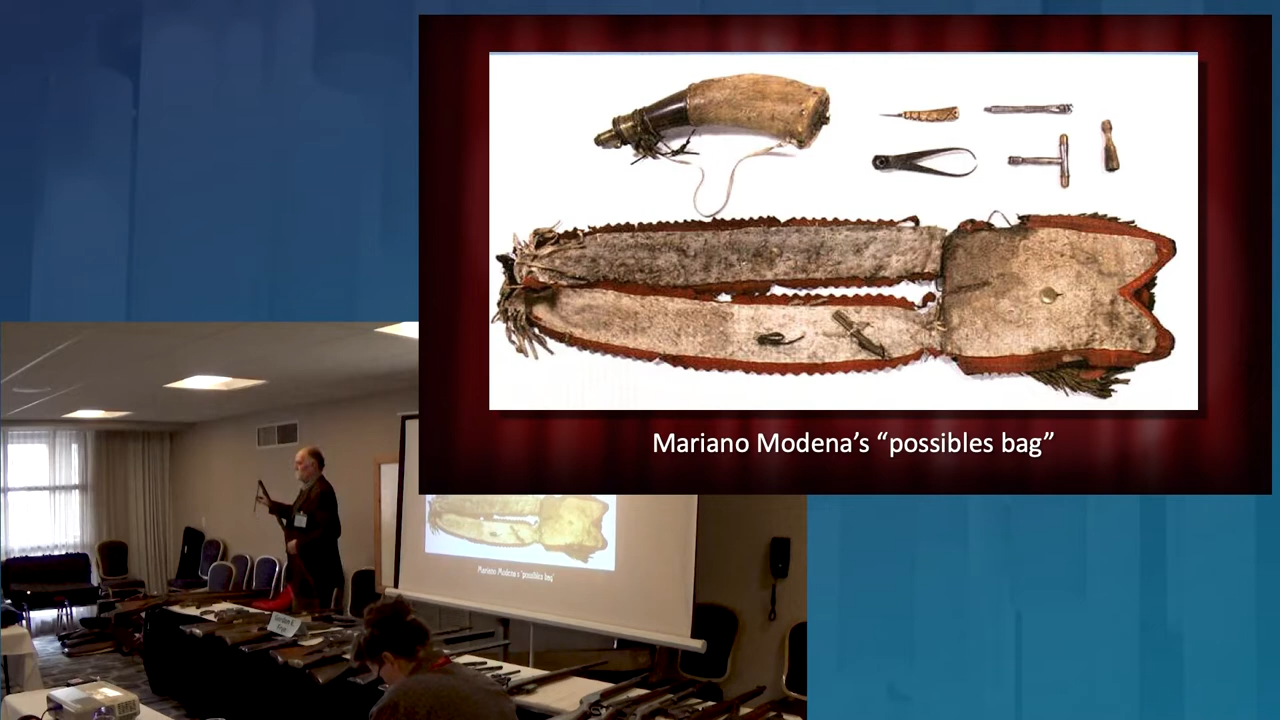 Mariano Modena’s “possibles bag”
Mariano Modena's "possibles bag"